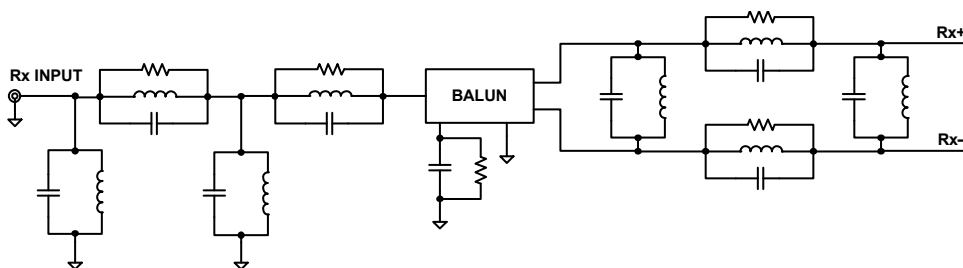 Rx INPUT
BALUN
Rx+
Rx–